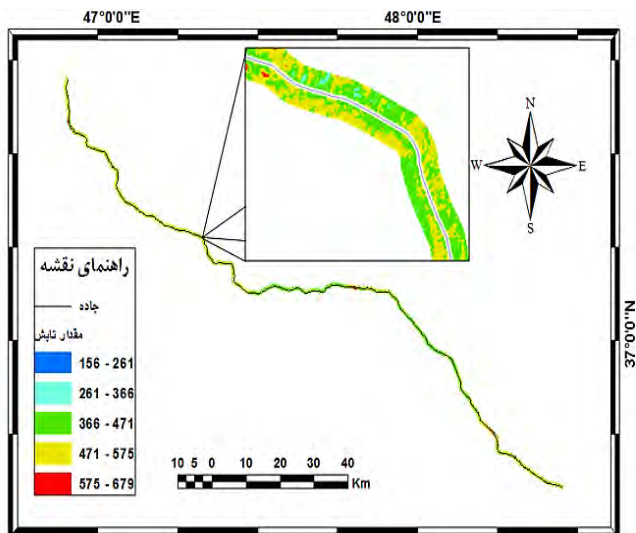 47°0'0"E 48°0'0"E
N
W E
S
37°0'0"N
راهنمای نقشه
جاده
مقدار تابش
156 - 261
261 - 366
366 - 471
471 - 575
575 - 679
10 5 0 10 20 30 40
Km